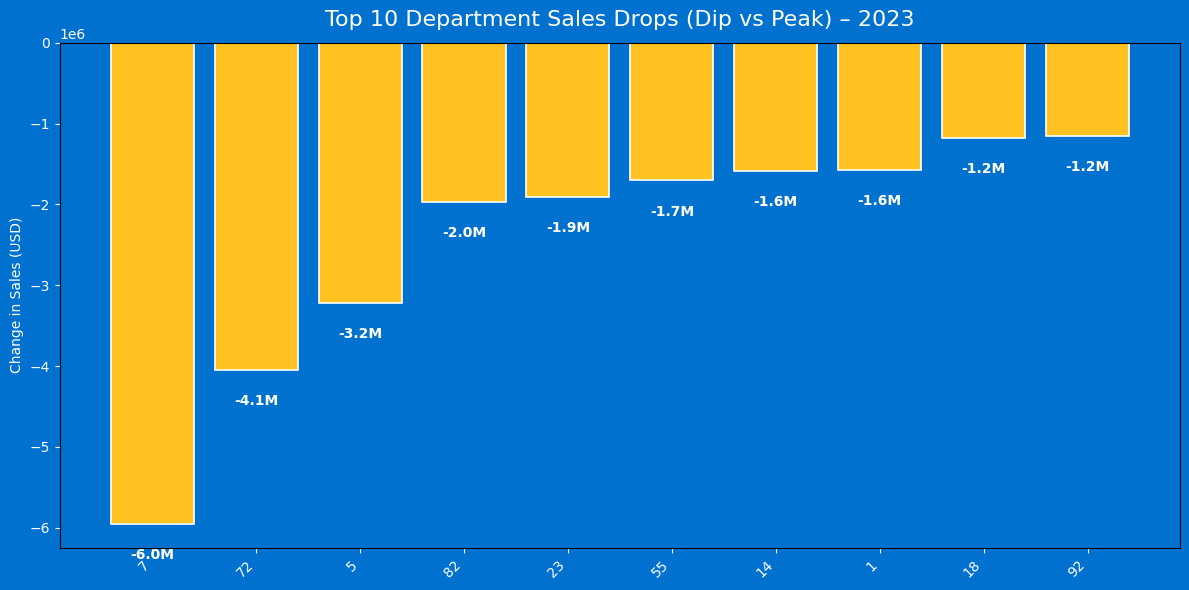 Top 10 Department Sales Drops (Dip vs Peak) – 2023
1e6
0
−1
−2
−3
−4
−5
−6
Change in Sales (USD)
-6.0M
-4.1M
-3.2M
-2.0M
-1.9M
-1.7M
-1.6M
-1.6M
-1.2M
-1.2M
7
72
5
82
23
55
14
1
18
92